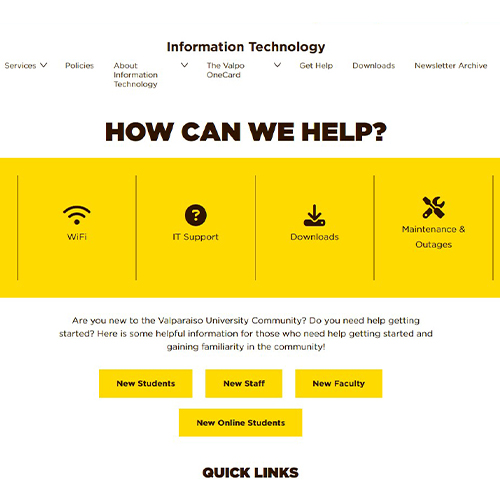 Information Technology
Services
Policies
About
Information
Technology
The Valpo
OneCard
Get Help
Downloads
Newsletter Archive
HOW CAN WE HELP?
WiFi
IT Support
Downloads
Maintenance &
Outages
Are you new to the Valparaiso University Community? Do you need help getting
started? Here is some helpful information for those who need help getting started and
gaining familiarity in the community!
New Students
New Staff
New Faculty
New Online Students
QUICK LINKS